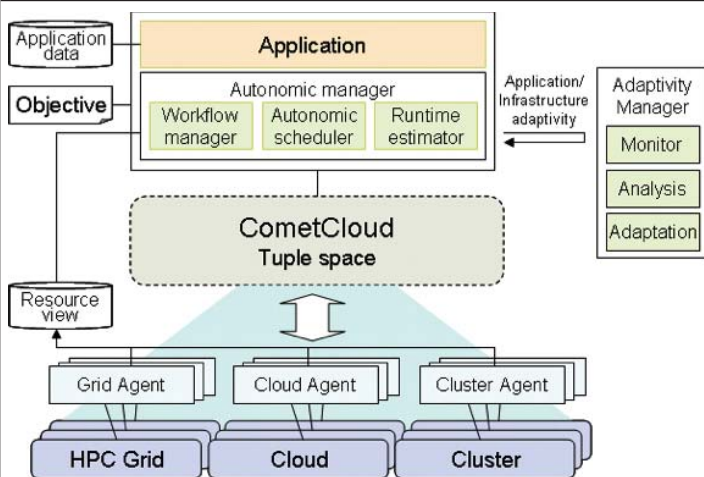 Application
data
Objective
Application
Autonomic manager
Workflow
manager
Autonomic
scheduler
Runtime
estimator
Application/
Infrastructure
adaptivity
Adaptivity
Manager
Monitor
Analysis
Adaptation
CometCloud
Tuple space
Resource
view
Grid Agent
Cloud Agent
Cluster Agent
HPC Grid
Cloud
Cluster